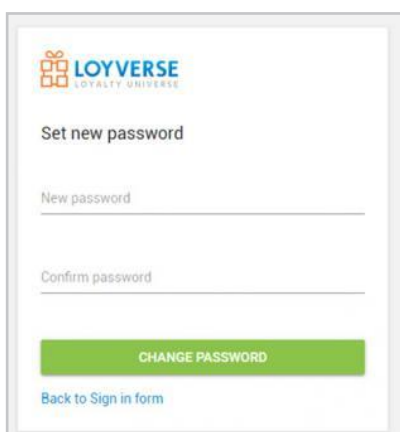 LOYVERSE
LOYALTY UNIVERSE
Set new password
New password
Confirm password
CHANGE PASSWORD
Back to Sign in form